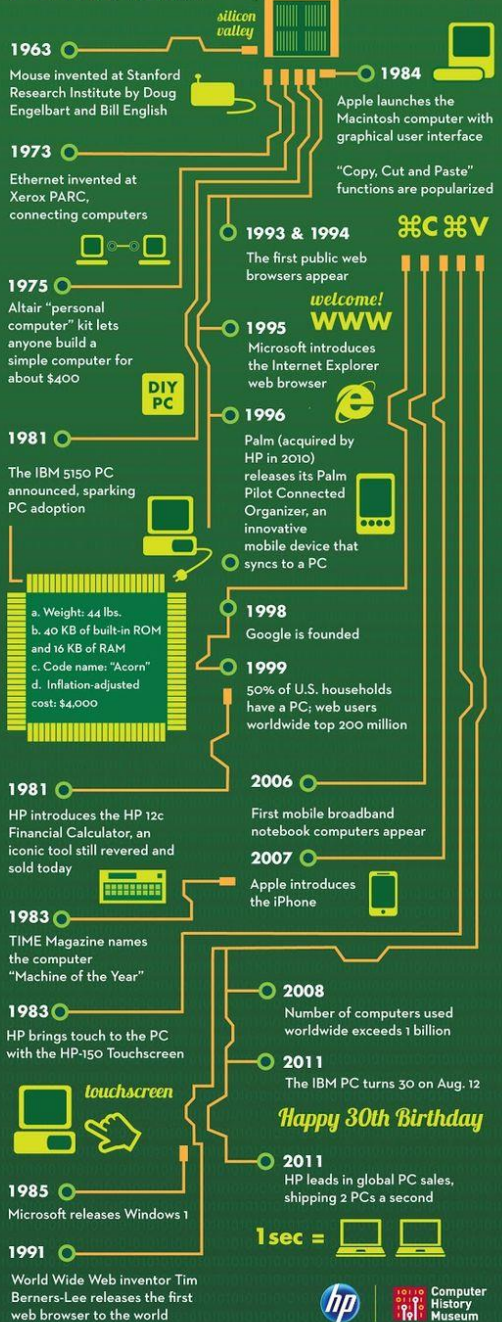 silicon
valley
1963
Mouse invented at Stanford
Research Institute by Doug
Engelbart and Bill English
1984
Apple launches the
Macintosh computer with
graphical user interface
"Copy, Cut and Paste"
functions are popularized
⌘C ⌘V
1973
Ethernet invented at
Xerox PARC,
connecting computers
1993 & 1994
The first public web
browsers appear
welcome!
WWW
1975
Altair "personal
computer" kit lets
anyone build a
simple computer for
about $400
DIY
PC
1995
Microsoft introduces
the Internet Explorer
web browser
e
1996
Palm (acquired by
HP in 2010)
releases its Palm
Pilot Connected
Organizer, an
innovative
mobile device that
syncs to a PC
1981
The IBM 5150 PC
announced, sparking
PC adoption
a. Weight: 44 lbs.
b. 40 KB of built-in ROM
and 16 KB of RAM
c. Code name: "Acorn"
d. Inflation-adjusted
cost: $4,000
1998
Google is founded
1999
50% of U.S. households
have a PC; web users
worldwide top 200 million
1981
HP introduces the HP 12c
Financial Calculator, an
iconic tool still revered and
sold today
2006
First mobile broadband
notebook computers appear
2007
Apple introduces
the iPhone
1983
TIME Magazine names
the computer
"Machine of the Year"
1983
HP brings touch to the PC
with the HP-150 Touchscreen
touchscreen
2008
Number of computers used
worldwide exceeds 1 billion
2011
The IBM PC turns 30 on Aug. 12
Happy 30th Birthday
2011
HP leads in global PC sales,
shipping 2 PCs a second
1 sec =
1985
Microsoft releases Windows 1
1991
World Wide Web inventor Tim
Berners-Lee releases the first
web browser to the world
hp
Computer
History
Museum